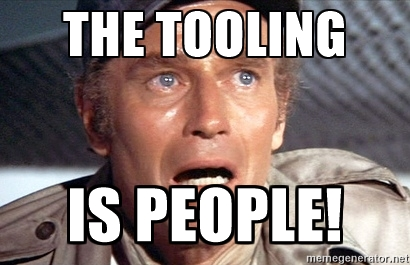 THE TOOLING
IS PEOPLE!
memegenerator.net